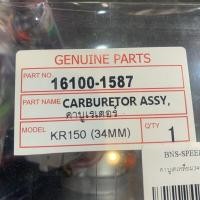 GENUINE PARTS
PART NO. 16100-1587
PART NAME CARBURETOR ASSY,
คาบูเรเตอร์
MODEL KR150 (34MM) Q'TY 1
BNS-SPEE